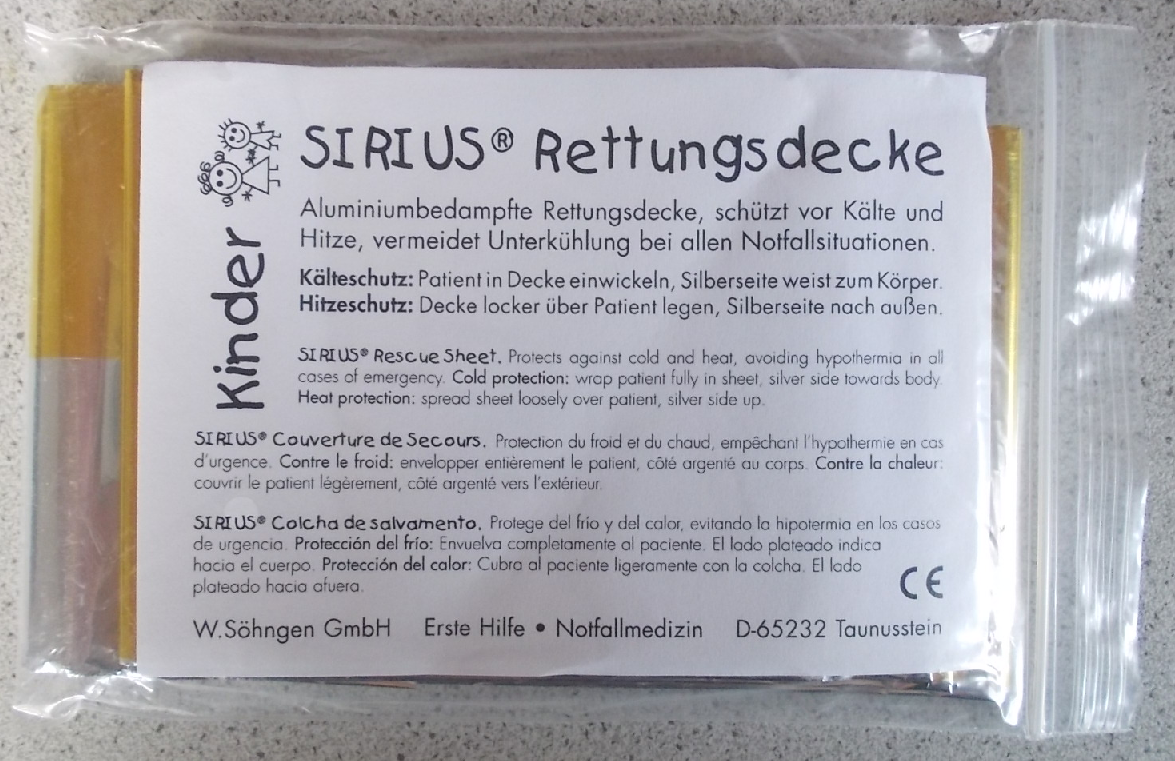 Kinder
SIRIUS® Rettungsdecke
Aluminiumbedampfte Rettungsdecke, schützt vor Kälte und
Hitze, vermeidet Unterkühlung bei allen Notfallsituationen.
Kälteschutz: Patient in Decke einwickeln, Silberseite weist zum Körper.
Hitzeschutz: Decke locker über Patient legen, Silberseite nach außen.
SIRIUS® Rescue Sheet. Protects against cold and heat, avoiding hypothermia in all
cases of emergency. Cold protection: wrap patient fully in sheet, silver side towards body.
Heat protection: spread sheet loosely over patient, silver side up.
SIRIUS® Couverture de Secours. Protection du froid et du chaud, empêchant l'hypothermie en cas
d'urgence. Contre le froid: envelopper entièrement le patient, côté argenté au corps. Contre la chaleur:
couvrir le patient légèrement, côté argenté vers l'extérieur.
SIRIUS® Colcha de salvamento. Protege del frío y del calor, evitando la hipotermia en los casos
de urgencia. Protección del frío: Envuelva completamente al paciente. El lado plateado indica
hacia el cuerpo. Protección del calor: Cubra al paciente ligeramente con la colcha. El lado
plateado hacia afuera.
CE
W.Söhngen GmbH Erste Hilfe • Notfallmedizin D-65232 Taunusstein